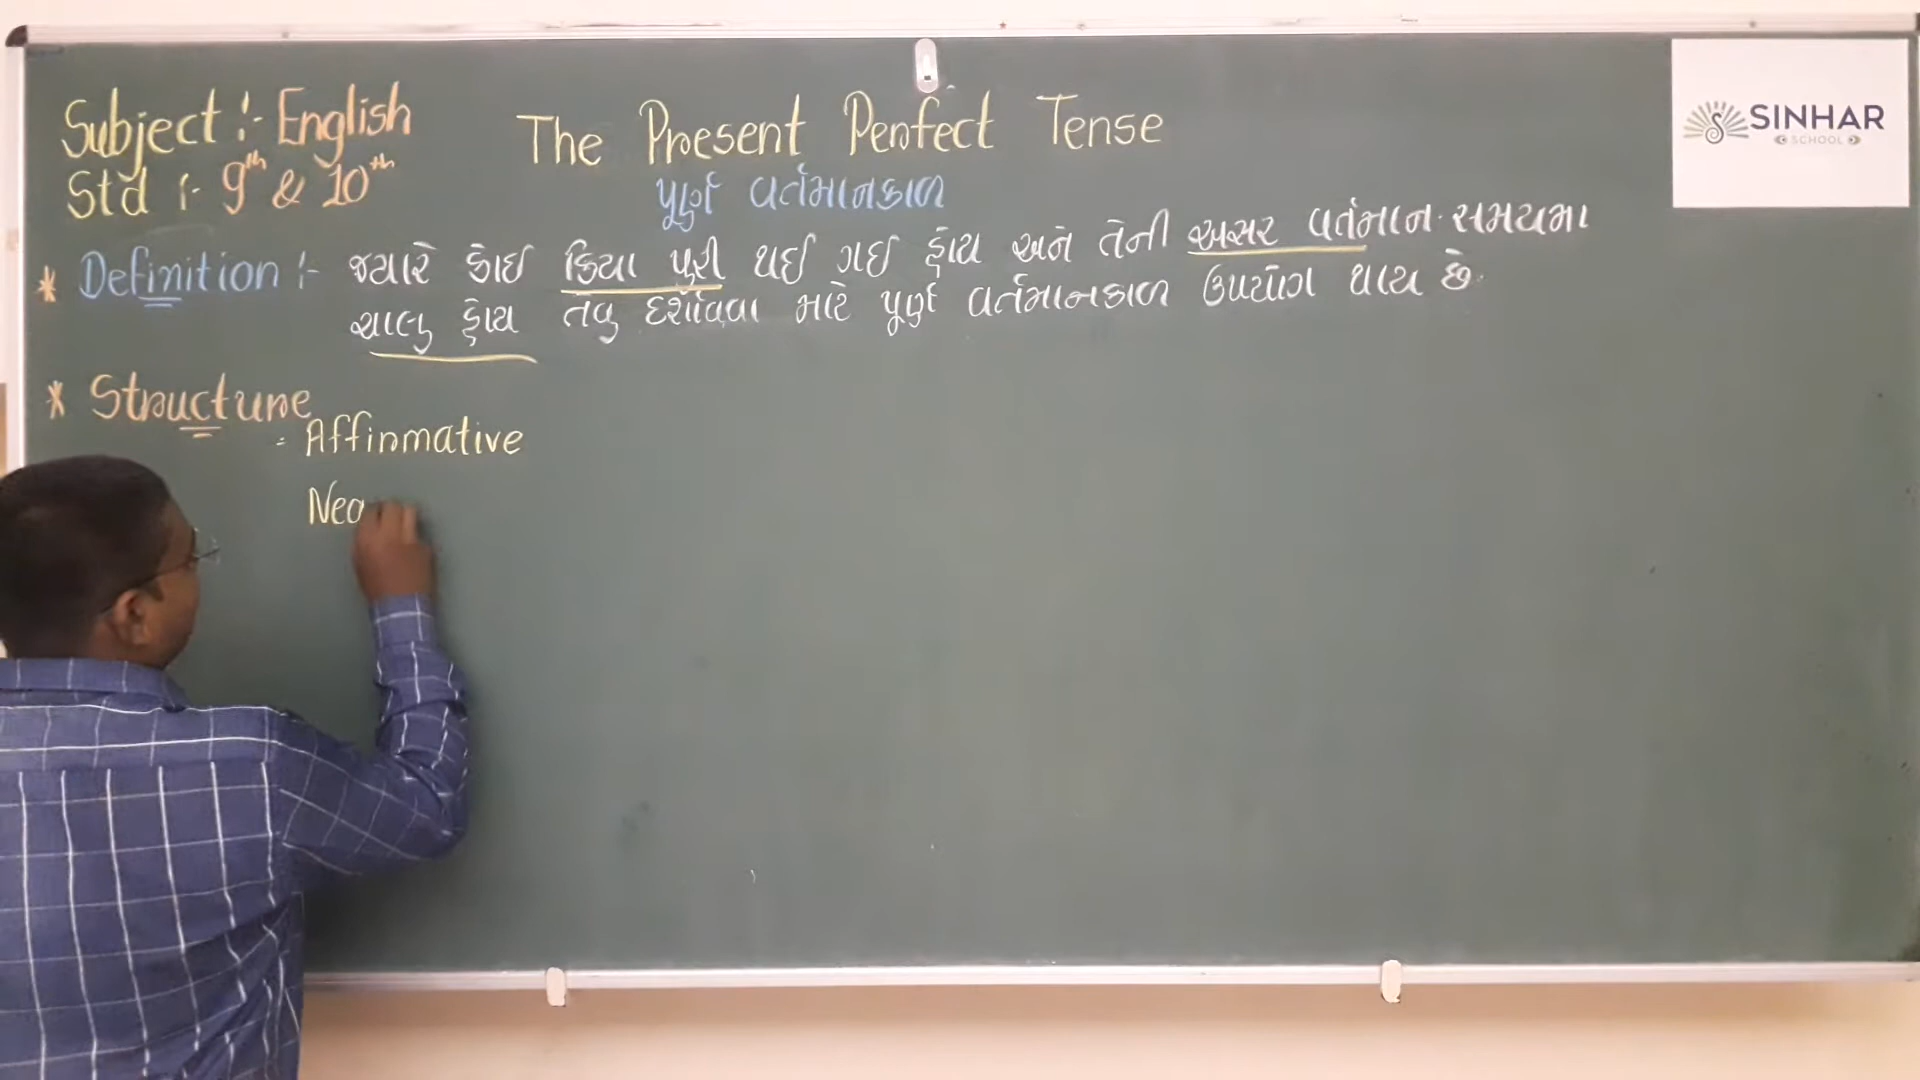 Subject :- English
Std :- 9th & 10th
The Present Perfect Tense
પૂર્ણ વર્તમાનકાળ
* Definition :- જ્યારે કોઈ ક્રિયા પુરી થઈ ગઈ હોય અને તેની અસર વર્તમાન સમયમા
ચાલુ હોય તેવુ દર્શાવવા માટે પૂર્ણ વર્તમાનકાળ ઉપયોગ થાય છે.
* Structure
= Affirmative
Neg
SINHAR
SCHOOL